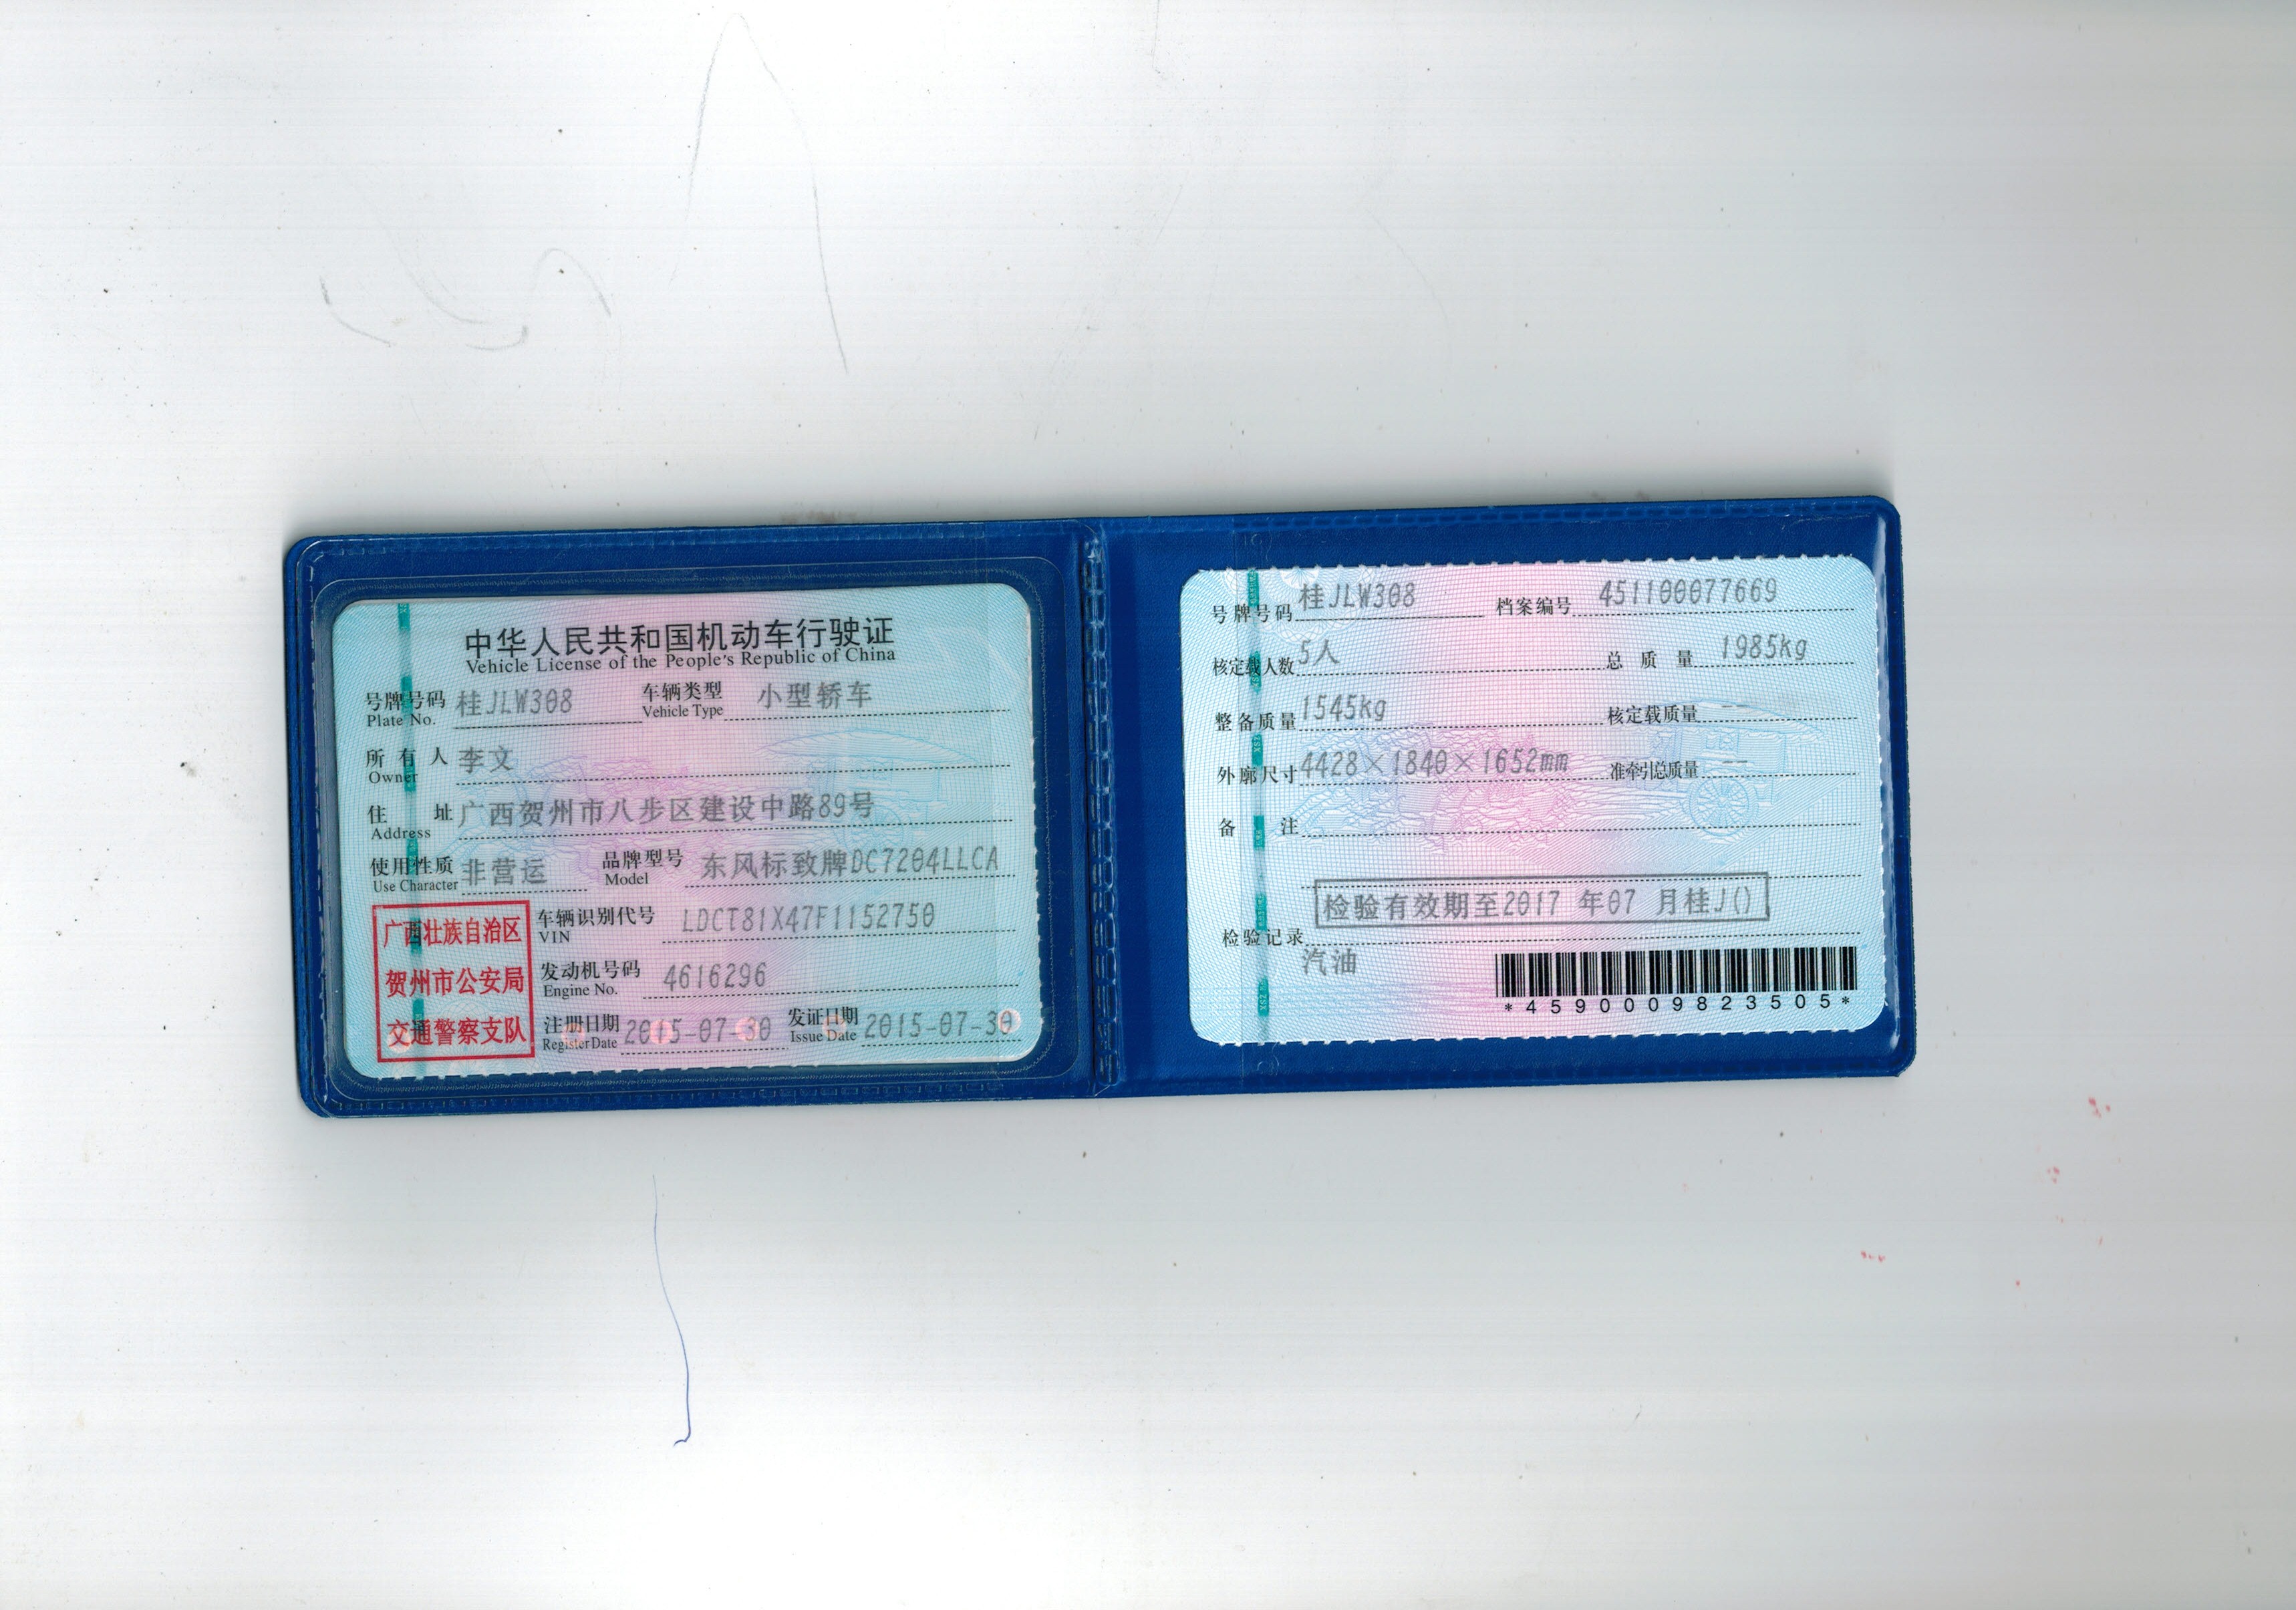 中华人民共和国机动车行驶证
Vehicle License of the People's Republic of China
号牌号码 桂JLW308 车辆类型 小型轿车
Plate No. Vehicle Type
所有人 李文
Owner
住址 广西贺州市八步区建设中路89号
Address
使用性质 非营运 品牌型号 东风标致牌DC7204LLCA
Use Character Model
广西壮族自治区
贺州市公安局
交通警察支队
车辆识别代号 LDCT81X47F1152750
VIN
发动机号码 4616296
Engine No.
注册日期 2015-07-30 发证日期 2015-07-30
Register Date Issue Date
号牌号码 桂JLW308 档案编号 451100077669
核定载人数 5人 总质量 1985kg
整备质量 1545kg 核定载质量 --
外廓尺寸 4428×1840×1652mm 准牵引总质量 --
备注
检验有效期至2017 年07 月桂J()
检验记录
汽油
*4590009823505*